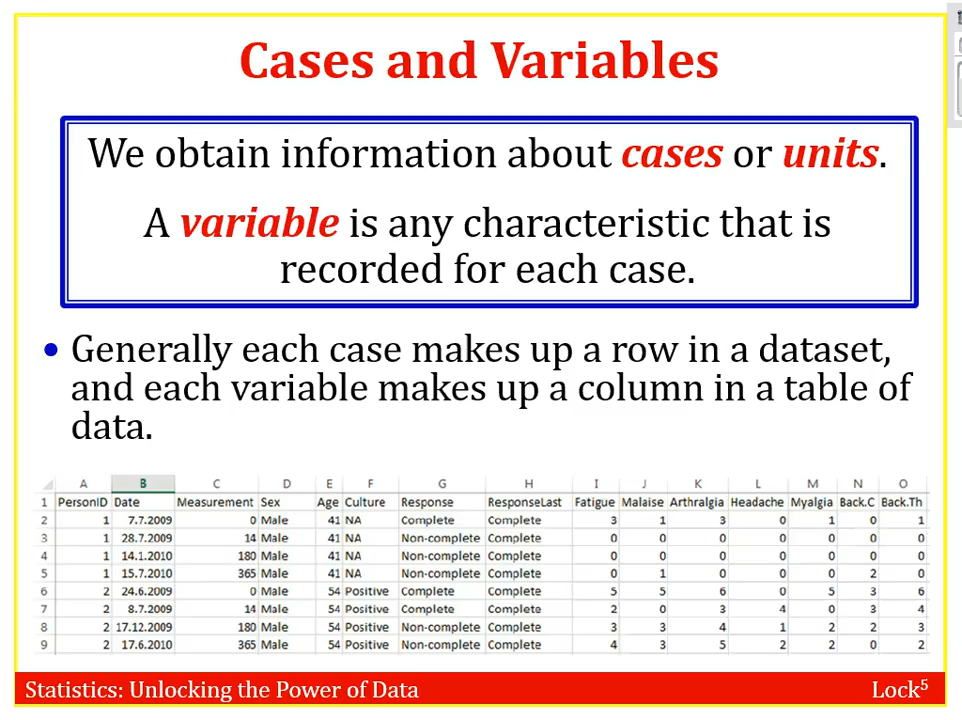 Cases and Variables
We obtain information about cases or units.
A variable is any characteristic that is
recorded for each case.
• Generally each case makes up a row in a dataset,
and each variable makes up a column in a table of
data.
A B C D E F G H I J K L M N O
1 PersonID Date Measurement Sex Age Culture Response ResponseLast Fatigue Malaise Arthralgia Headache Myalgia Back.C Back.Th
2 1 7.7.2009 0 Male 41 NA Complete Complete 3 1 3 0 1 0 1
3 1 28.7.2009 14 Male 41 NA Non-complete Complete 0 0 0 0 0 0 0
4 1 14.1.2010 180 Male 41 NA Non-complete Complete 0 0 0 0 0 0 0
5 1 15.7.2010 365 Male 41 NA Non-complete Complete 0 1 0 0 0 2 0
6 2 24.6.2009 0 Male 54 Positive Complete Complete 5 5 6 0 5 3 6
7 2 8.7.2009 14 Male 54 Positive Complete Complete 2 0 3 4 0 3 4
8 2 17.12.2009 180 Male 54 Positive Non-complete Complete 3 3 4 1 2 2 3
9 2 17.6.2010 365 Male 54 Positive Non-complete Complete 4 3 5 2 2 0 2
Statistics: Unlocking the Power of Data Lock⁵